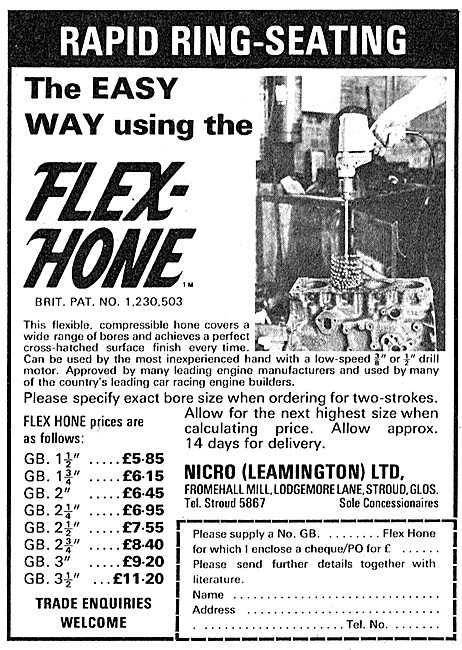 RAPID RING-SEATING
The EASY
WAY using the
FLEX-
HONE TM
BRIT. PAT. NO. 1,230,503
This flexible, compressible hone covers a
wide range of bores and achieves a perfect
cross-hatched surface finish every time.
Can be used by the most inexperienced hand with a low-speed 3/8" or 1/2" drill
motor. Approved by many leading engine manufacturers and used by many
of the country's leading car racing engine builders.
Please specify exact bore size when ordering for two-strokes.
FLEX HONE prices are
as follows:
GB. 1½" ..... £5·85
GB. 1¾" ..... £6·15
GB. 2" ..... £6·45
GB. 2¼" ..... £6·95
GB. 2½" ..... £7·55
GB. 2¾" ..... £8·40
GB. 3" ..... £9·20
GB. 3½" ... £11·20
TRADE ENQUIRIES
WELCOME
Allow for the next highest size when
calculating price. Allow approx.
14 days for delivery.
NICRO (LEAMINGTON) LTD,
FROMEHALL MILL, LODGEMORE LANE, STROUD, GLOS.
Tel. Stroud 5867 Sole Concessionaires
Please supply a No. GB. ........ Flex Hone
for which I enclose a cheque/PO for £ ......
Please send further details together with
literature.
Name ..............................
Address ............................
............................ Tel. No. .......